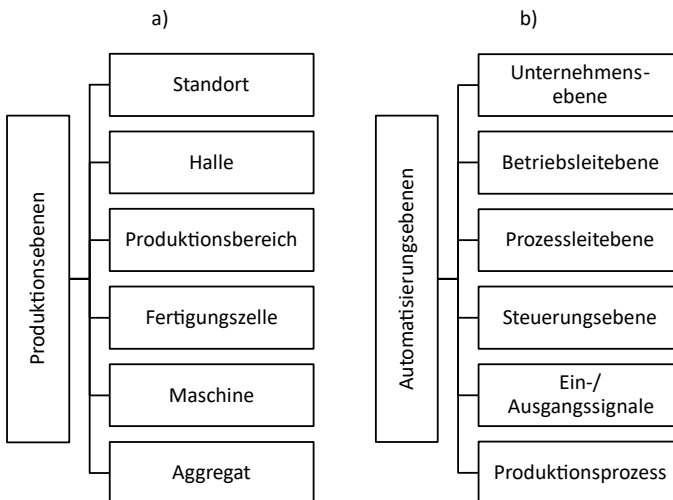 a)
Produktionsebenen
Standort
Halle
Produktionsbereich
Fertigungszelle
Maschine
Aggregat
b)
Automatisierungsebenen
Unternehmens-
ebene
Betriebsleitebene
Prozessleitebene
Steuerungsebene
Ein-/
Ausgangssignale
Produktionsprozess